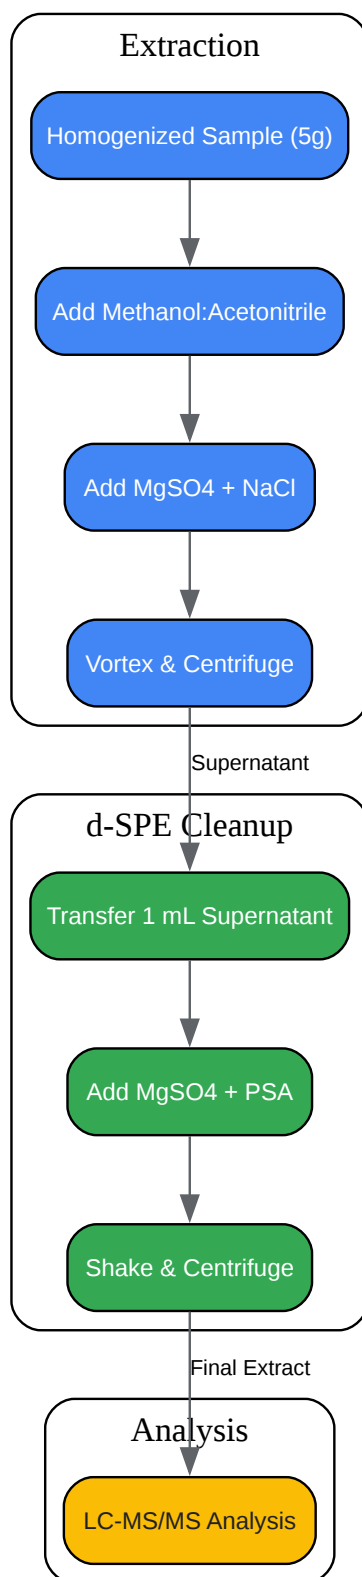 Extraction
Homogenized Sample (5g)
Add Methanol:Acetonitrile
Add MgSO4 + NaCl
Vortex & Centrifuge
Supernatant
d-SPE Cleanup
Transfer 1 mL Supernatant
Add MgSO4 + PSA
Shake & Centrifuge
Final Extract
Analysis
LC-MS/MS Analysis